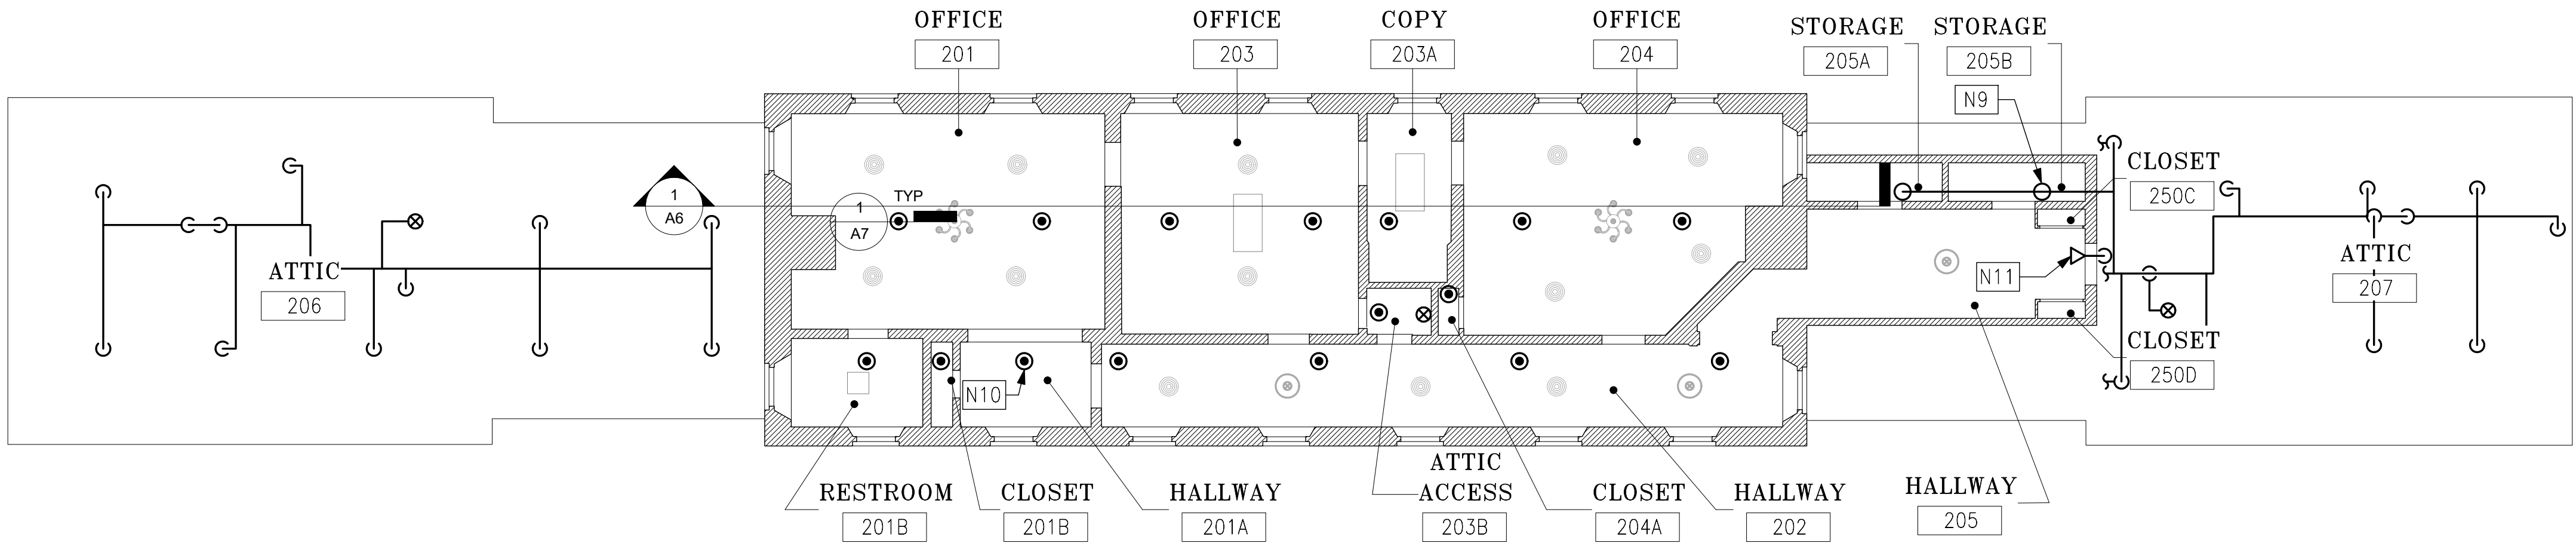 OFFICE
201
OFFICE
203
COPY
203A
OFFICE
204
STORAGE
205A
STORAGE
205B
N9
CLOSET
250C
1
A6
TYP
1
A7
ATTIC
206
N11
ATTIC
207
CLOSET
250D
N10
RESTROOM
201B
CLOSET
201B
HALLWAY
201A
ATTIC
ACCESS
203B
CLOSET
204A
HALLWAY
202
HALLWAY
205